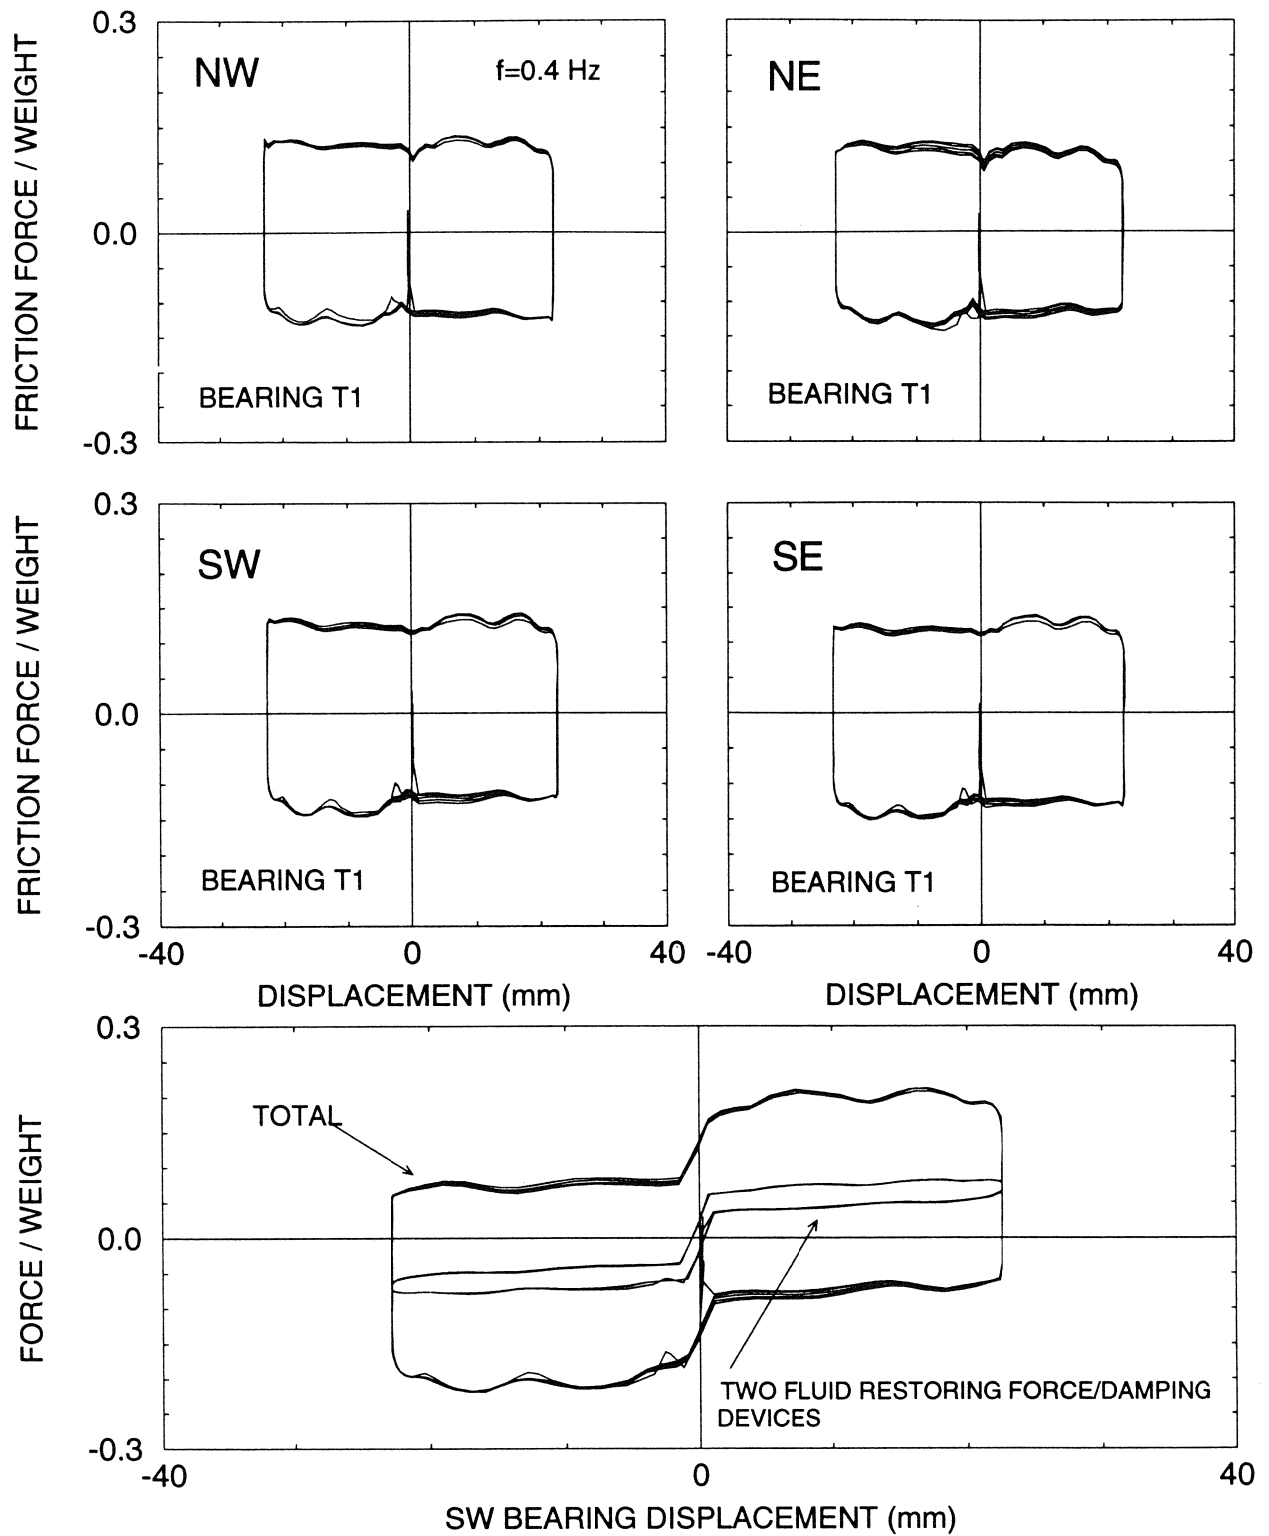 0.3
NW
f=0.4 Hz
NE
FRICTION FORCE / WEIGHT
0.0
BEARING T1
BEARING T1
-0.3
0.3
SW
SE
FRICTION FORCE / WEIGHT
0.0
BEARING T1
BEARING T1
-0.3
-40
0
40
-40
0
40
DISPLACEMENT (mm)
DISPLACEMENT (mm)
0.3
TOTAL
FORCE / WEIGHT
0.0
TWO FLUID RESTORING FORCE/DAMPING
DEVICES
-0.3
-40
0
40
SW BEARING DISPLACEMENT (mm)